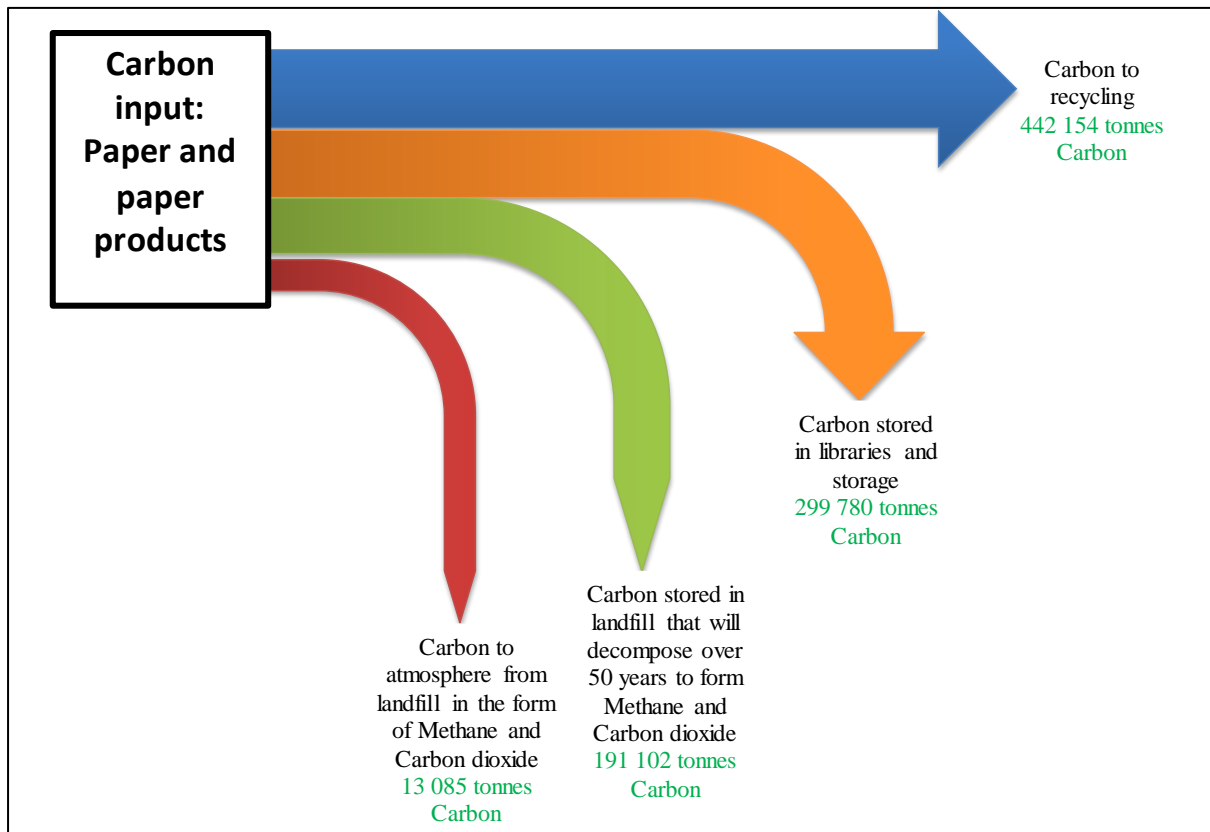 Carbon
input:
Paper and
paper
products
Carbon to
recycling
442 154 tonnes
Carbon
Carbon stored
in libraries and
storage
299 780 tonnes
Carbon
Carbon stored in
landfill that will
decompose over
50 years to form
Methane and
Carbon dioxide
191 102 tonnes
Carbon
Carbon to
atmosphere from
landfill in the form
of Methane and
Carbon dioxide
13 085 tonnes
Carbon